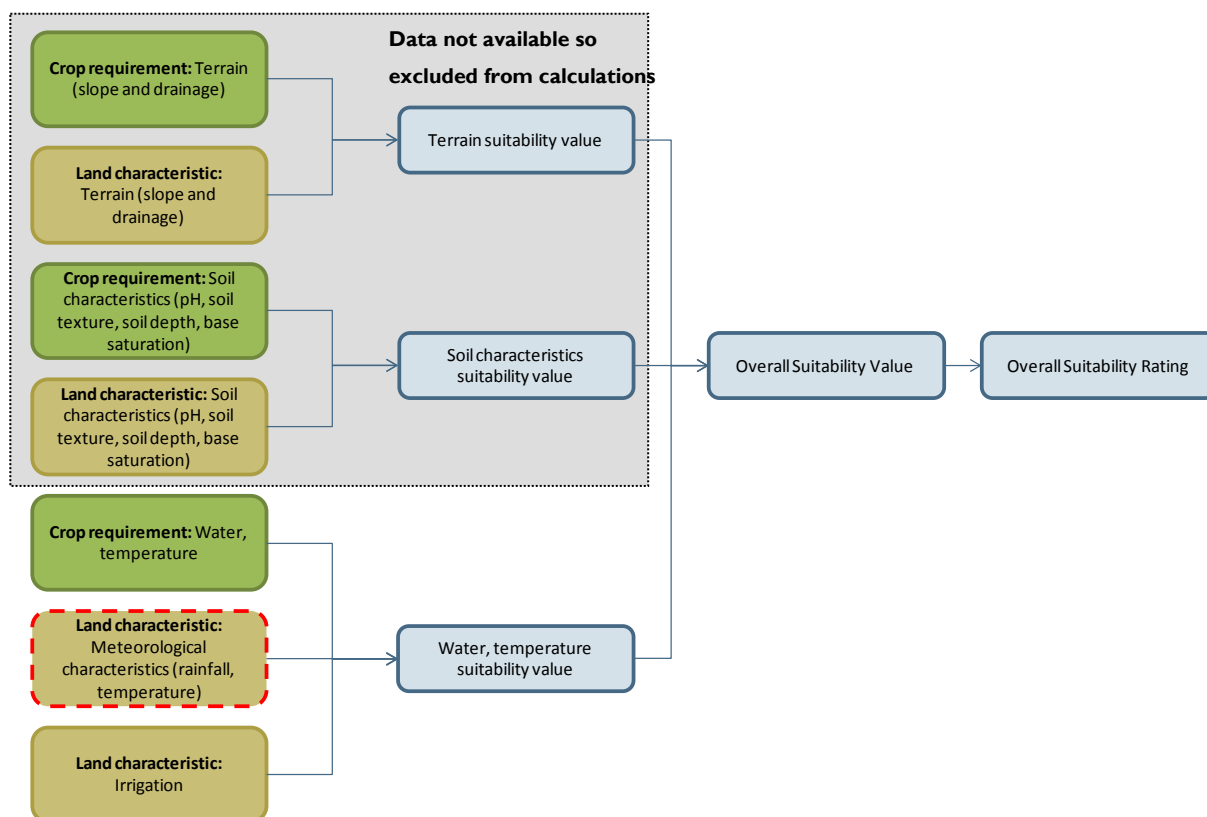 Data not available so
excluded from calculations
Crop requirement: Terrain
(slope and drainage)
Terrain suitability value
Land characteristic:
Terrain (slope and
drainage)
Crop requirement: Soil
characteristics (pH, soil
texture, soil depth, base
saturation)
Soil characteristics
suitability value
Land characteristic: Soil
characteristics (pH, soil
texture, soil depth, base
saturation)
Overall Suitability Value
Overall Suitability Rating
Crop requirement: Water,
temperature
Land characteristic:
Meteorological
characteristics (rainfall,
temperature)
Water, temperature
suitability value
Land characteristic:
Irrigation